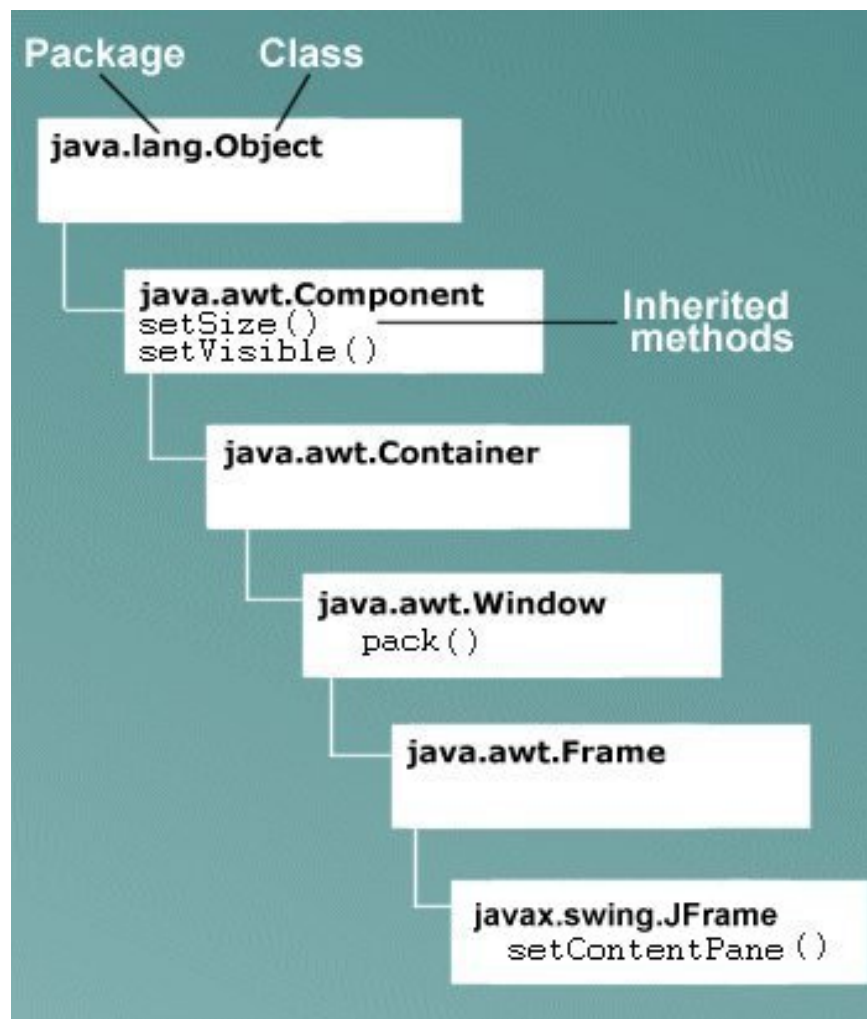 Package Class
java.lang.Object
java.awt.Component
setSize()
setVisible()
Inherited
methods
java.awt.Container
java.awt.Window
pack()
java.awt.Frame
javax.swing.JFrame
setContentPane()